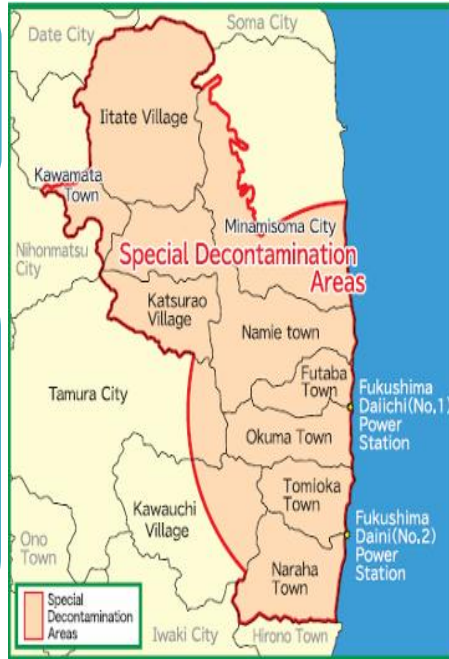 Date City
Soma City
Iitate Village
Kawamata
Town
Minamisoma City
Nihonmatsu
City
Special Decontamination
Areas
Katsurao
Village
Namie town
Futaba
Town
Fukushima
Daiichi(No.1)
Power
Station
Tamura City
Okuma Town
Tomioka
Town
Kawauchi
Village
Fukushima
Daini(No.2)
Power
Station
Ono
Town
Naraha
Town
Special
Decontamination
Areas
Iwaki City
Hirono Town